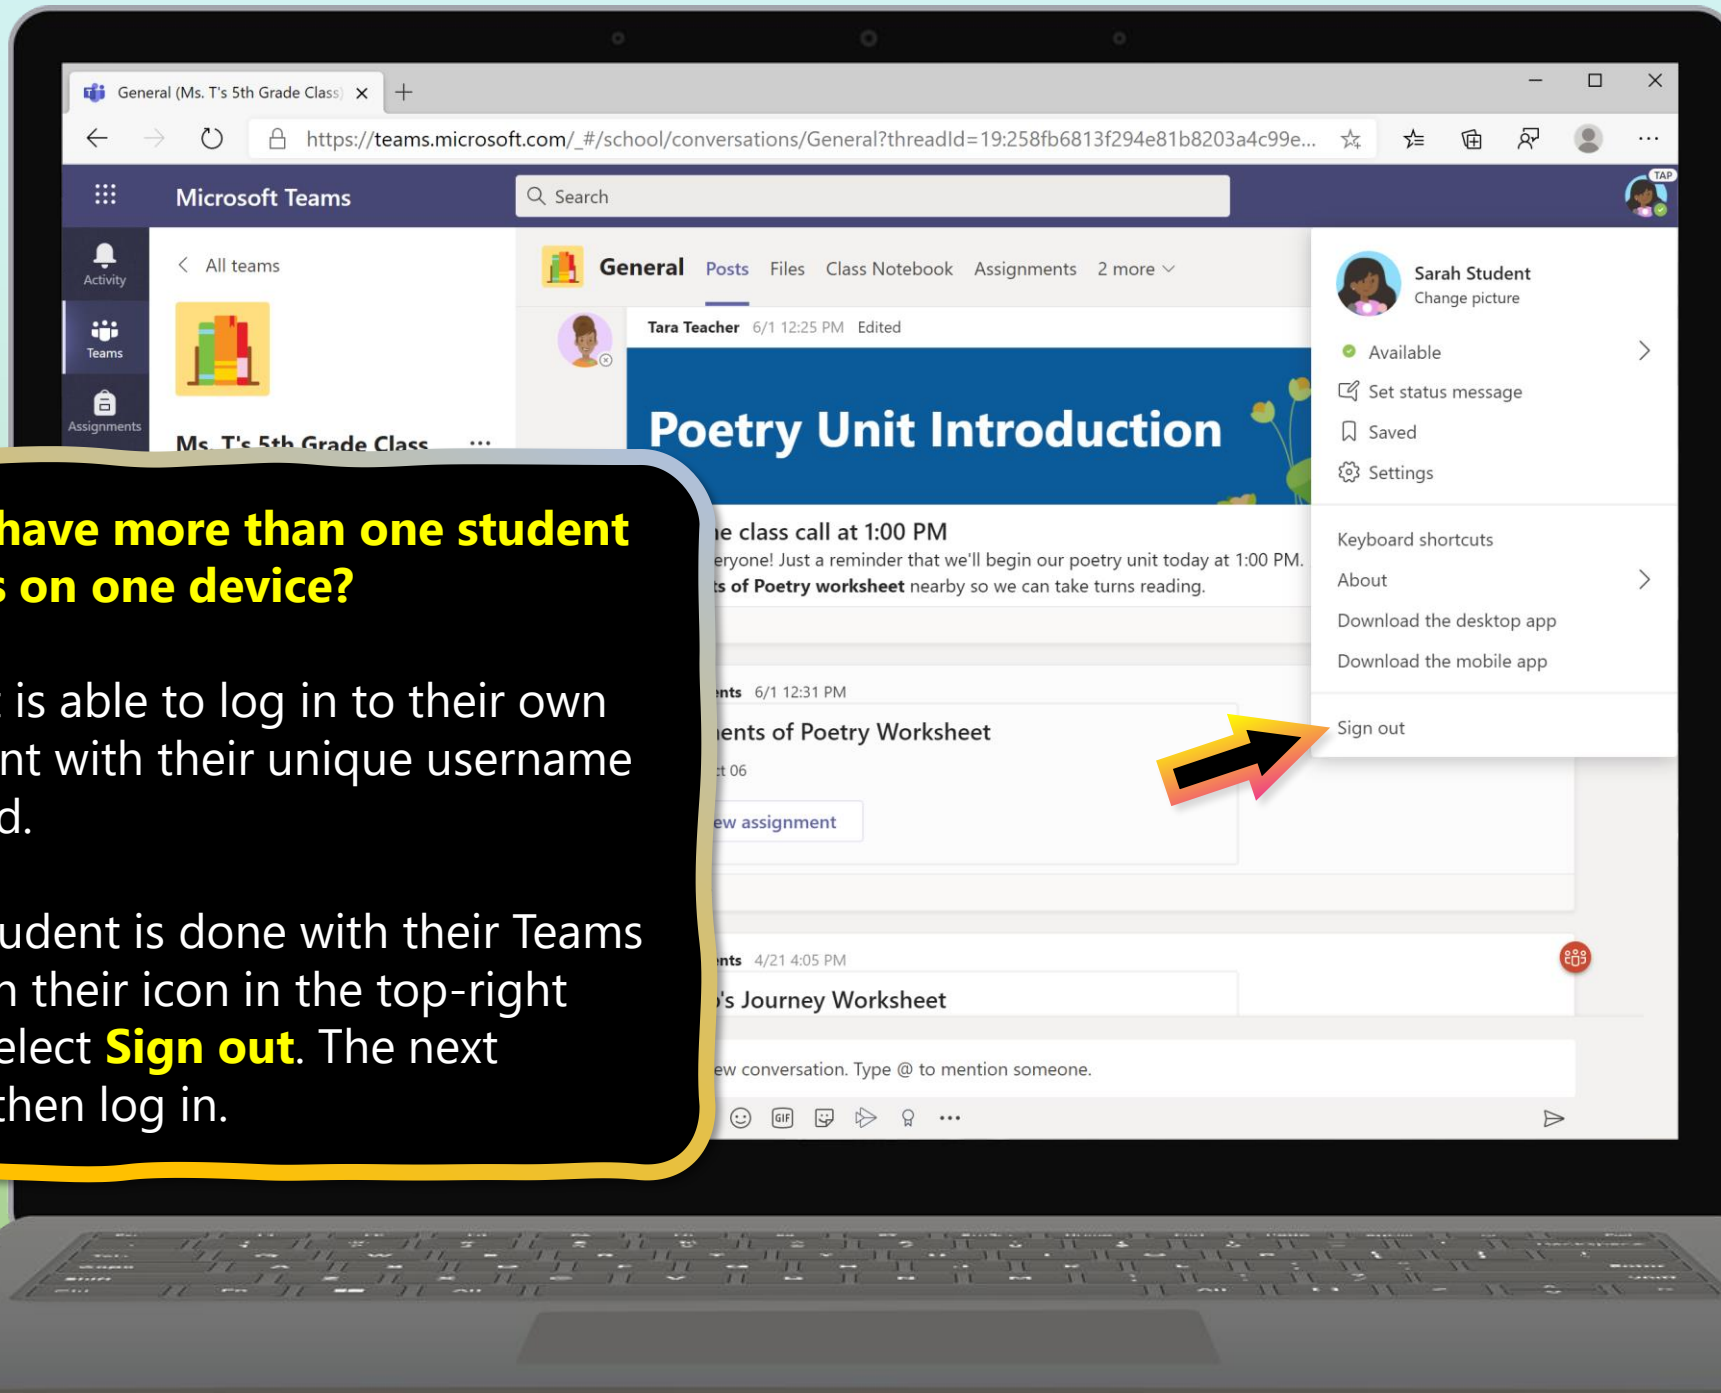 General (Ms. T's 5th Grade Class)
https://teams.microsoft.com/_#/school/conversations/General?threadId=19:258fb6813f294e81b8203a4c99e...
Microsoft Teams
Search
TAP
Activity
Teams
Assignments
All teams
Ms. T's 5th Grade Class ...
General Posts Files Class Notebook Assignments 2 more
Tara Teacher 6/1 12:25 PM Edited
Poetry Unit Introduction
class call at 1:00 PM
Just a reminder that we'll begin our poetry unit today at 1:00 PM.
of Poetry worksheet nearby so we can take turns reading.
6/1 12:31 PM
of Poetry Worksheet
06
assignment
4/21 4:05 PM
Journey Worksheet
conversation. Type @ to mention someone.
GIF
Sarah Student
Change picture
Available
Set status message
Saved
Settings
Keyboard shortcuts
About
Download the desktop app
Download the mobile app
Sign out
have more than one student
on one device?
is able to log in to their own
with their unique username
student is done with their Teams
their icon in the top-right
select Sign out. The next
then log in.